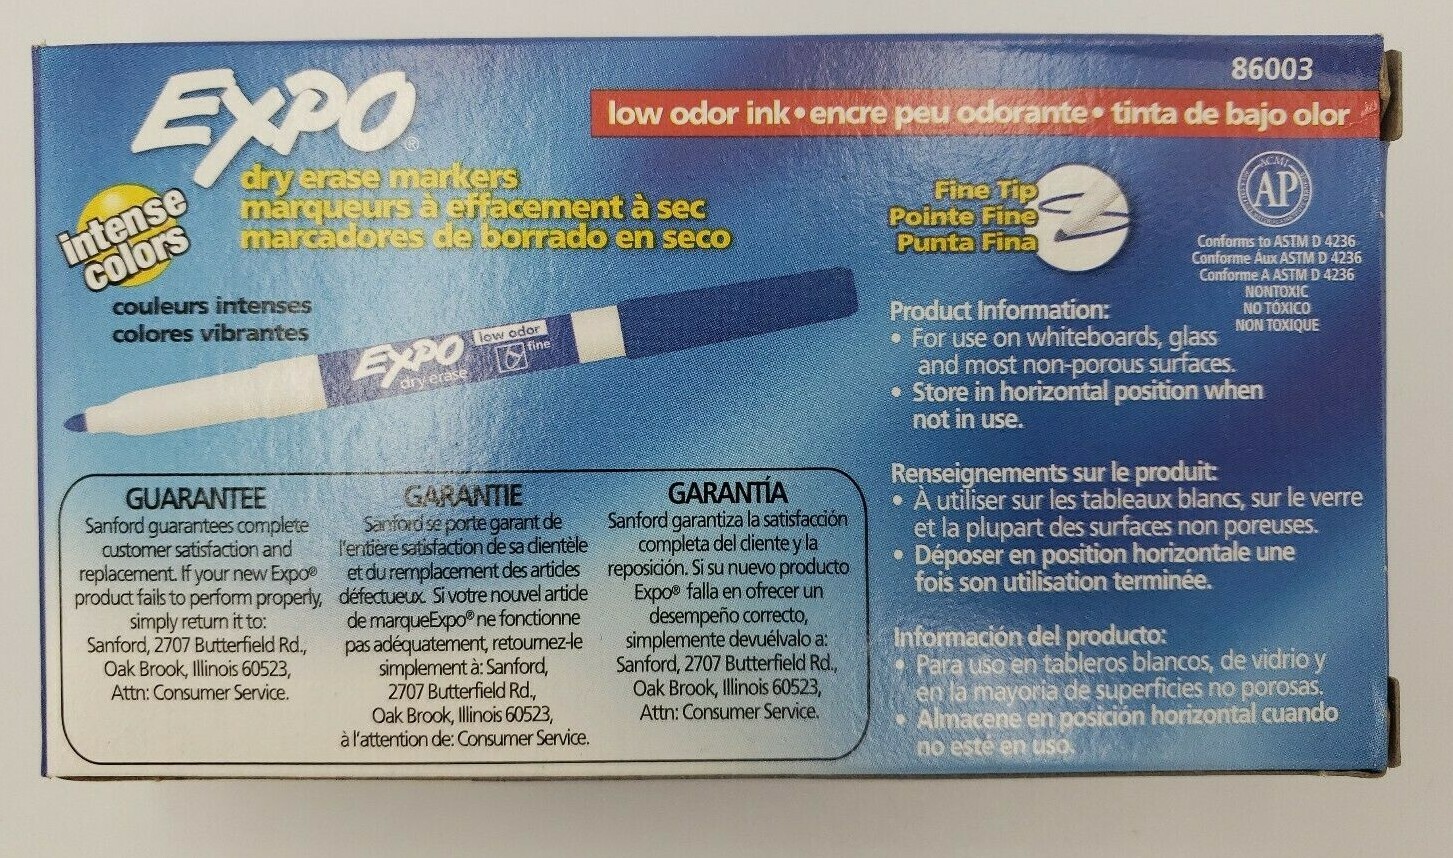 EXPO®
86003
low odor ink • encre peu odorante • tinta de bajo olor
dry erase markers
marqueurs à effacement à sec
marcadores de borrado en seco
intense
colors
couleurs intenses
colores vibrantes
Fine Tip
Pointe Fine
Punta Fina
ACMI
AP
Conforms to ASTM D 4236
Conforme Aux ASTM D 4236
Conforme A ASTM D 4236
NONTOXIC
NO TÓXICO
NON TOXIQUE
EXPO
dry erase
low odor
fine
Product Information:
• For use on whiteboards, glass
and most non-porous surfaces.
• Store in horizontal position when
not in use.
Renseignements sur le produit:
• À utiliser sur les tableaux blancs, sur le verre
et la plupart des surfaces non poreuses.
• Déposer en position horizontale une
fois son utilisation terminée.
Información del producto:
• Para uso en tableros blancos, de vidrio y
en la mayoria de superficies no porosas.
• Almacene en posición horizontal cuando
no esté en uso.
GUARANTEE
Sanford guarantees complete
customer satisfaction and
replacement. If your new Expo®
product fails to perform properly,
simply return it to:
Sanford, 2707 Butterfield Rd.,
Oak Brook, Illinois 60523,
Attn: Consumer Service.
GARANTIE
Sanford se porte garant de
l'entière satisfaction de sa clientèle
et du remplacement des articles
défectueux. Si votre nouvel article
de marqueExpo® ne fonctionne
pas adéquatement, retournez-le
simplement à: Sanford,
2707 Butterfield Rd.,
Oak Brook, Illinois 60523,
à l'attention de: Consumer Service.
GARANTÍA
Sanford garantiza la satisfacción
completa del cliente y la
reposición. Si su nuevo producto
Expo® falla en ofrecer un
desempeño correcto,
simplemente devuélvalo a:
Sanford, 2707 Butterfield Rd.,
Oak Brook, Illinois 60523,
Attn: Consumer Service.